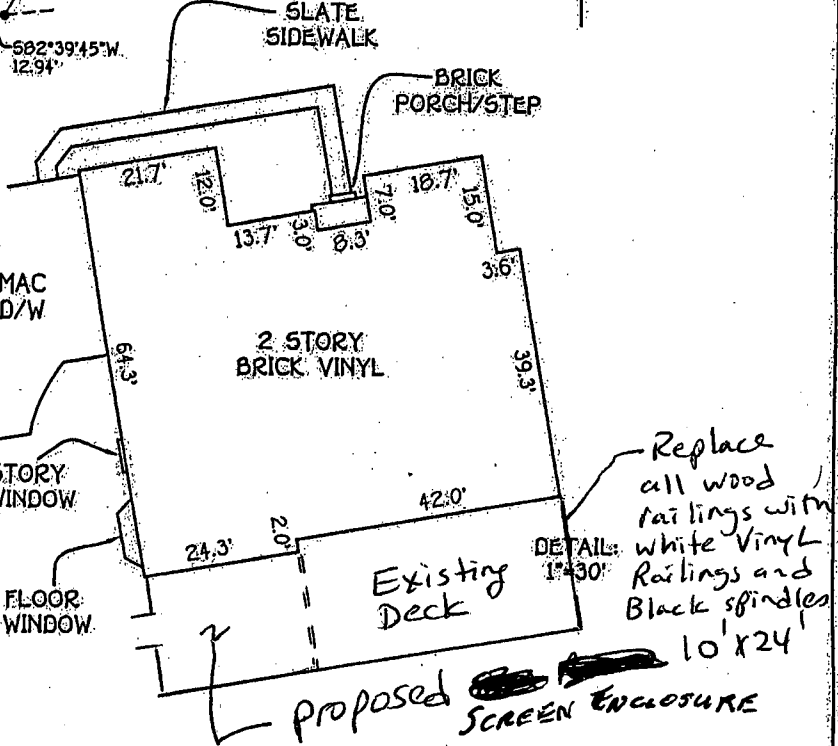 SLATE
SIDEWALK
S82°39'45"W
12.94'
BRICK
PORCH/STEP
21.7'
12.0'
13.7'
3.0'
8.3'
7.0'
18.7'
15.0'
3.6'
MAC
D/W
2 STORY
BRICK VINYL
64.3'
39.3'
STORY
WINDOW
FLOOR
WINDOW
24.3'
2.0'
42.0'
DETAIL:
1"=30'
Existing
Deck
Replace
all wood
railings with
white Vinyl
Railings and
Black spindles
10' x 24'
proposed
SCREEN ENCLOSURE